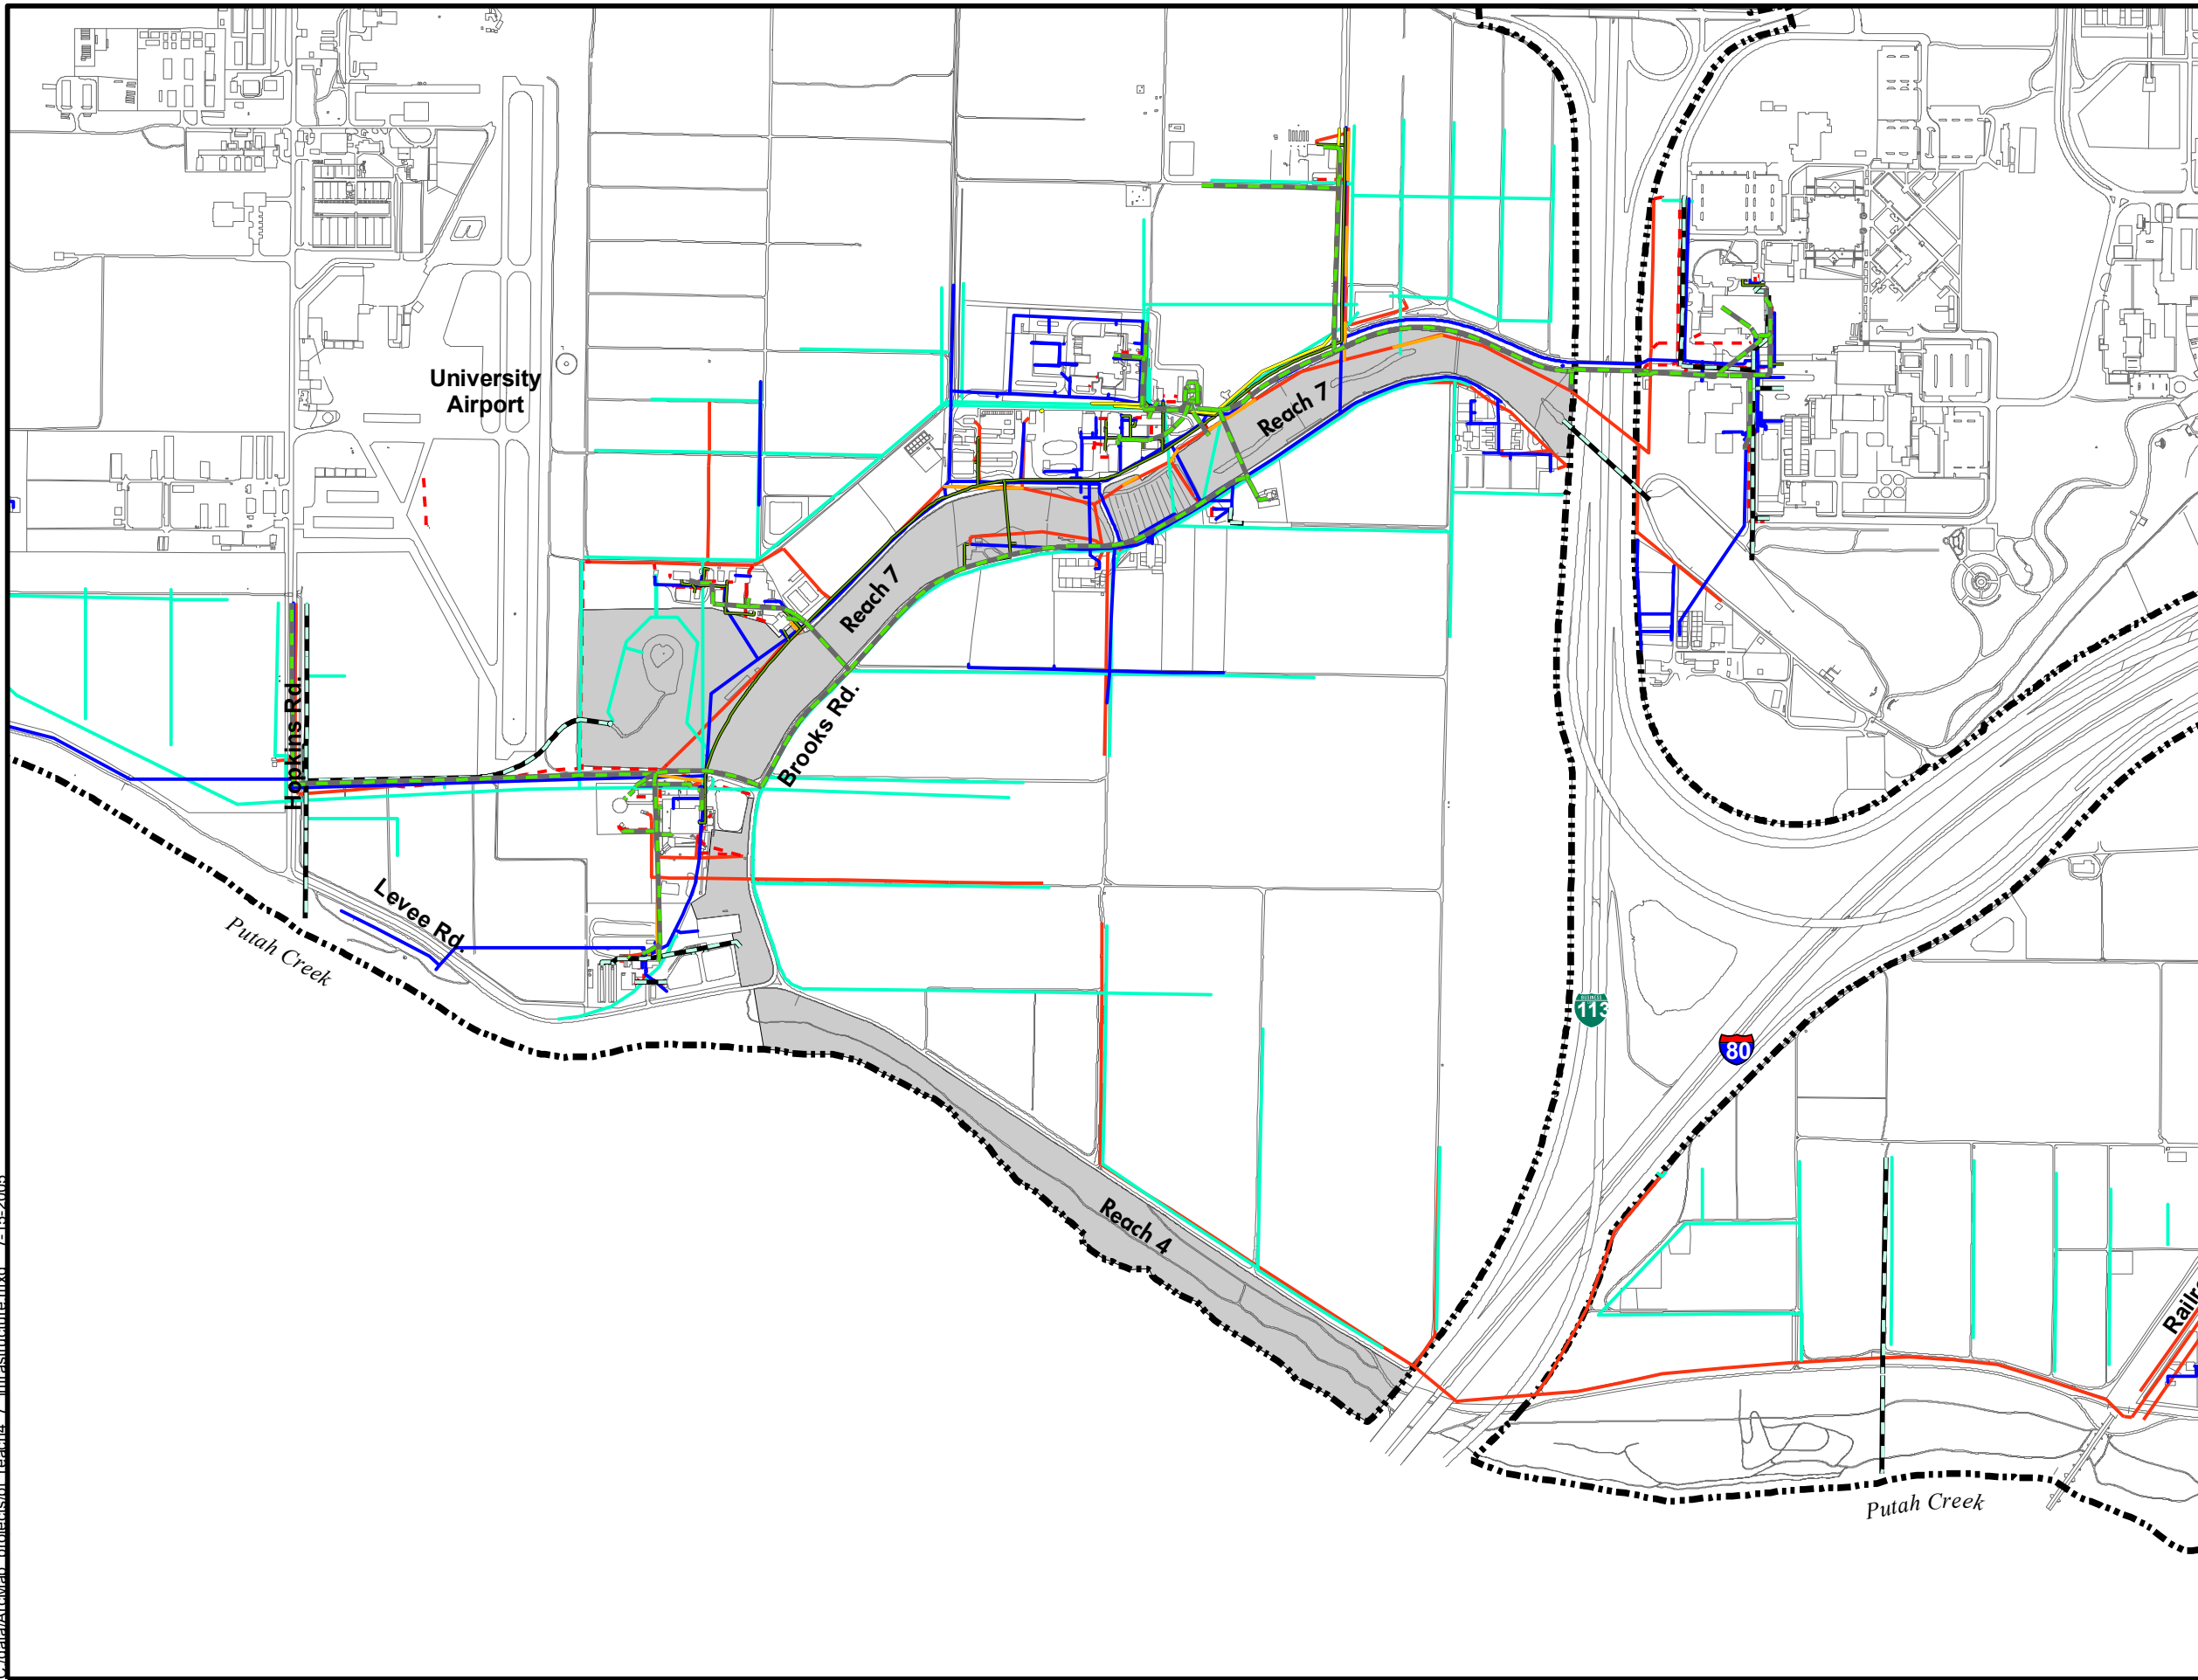 University
Airport
Reach 7
Reach 7
Hopkins Rd.
Brooks Rd.
Levee Rd.
Putah Creek
BUSINESS
113
80
Reach 4
Putah Creek